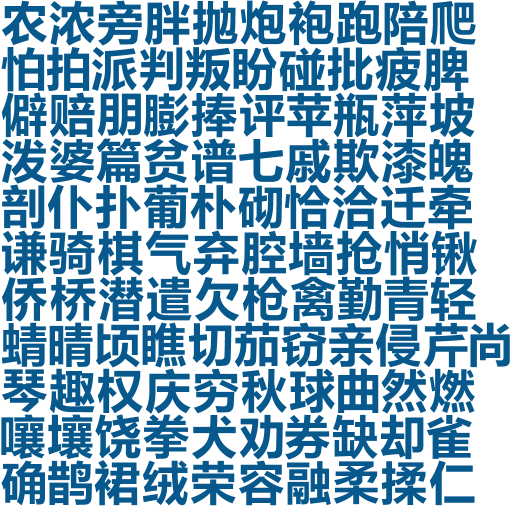 农浓旁胖抛炮袍跑陪爬
怕拍派判叛盼碰批疲脾
僻赔朋膨捧评苹瓶萍坡
泼婆篇贫谱七戚欺漆魄
剖仆扑葡朴砌恰洽迁牵
谦骑棋气弃腔墙抢悄锹
侨桥潜遣欠枪禽勤青轻
蜻晴顷瞧切茄窃亲侵芹尚
琴趣权庆穷秋球曲然燃
嚷壤饶拳犬劝券缺却雀
确鹊裙绒荣容融柔揉仁